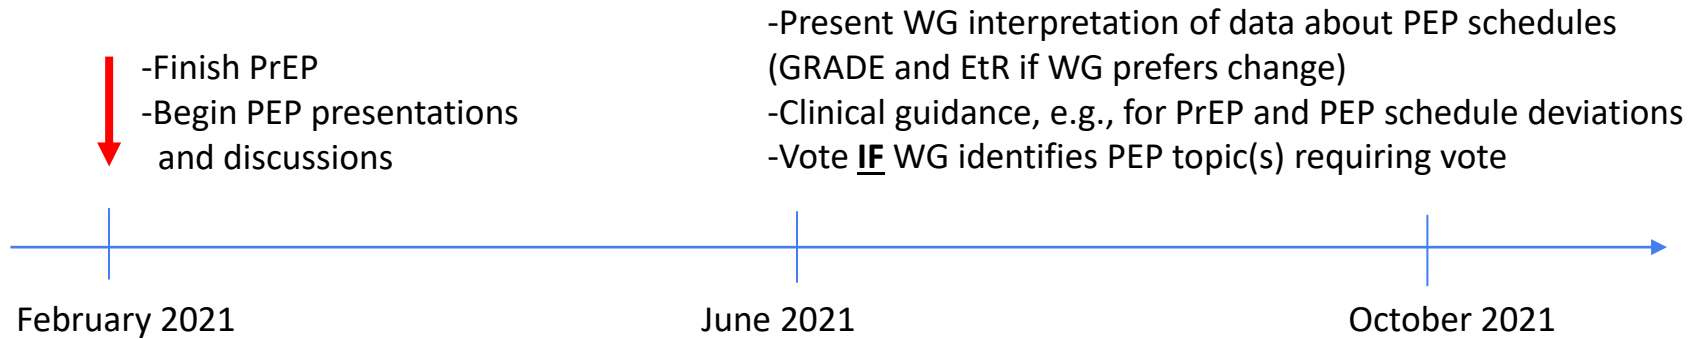 -Finish PrEP
-Begin PEP presentations
and discussions
-Present WG interpretation of data about PEP schedules
(GRADE and EtR if WG prefers change)
-Clinical guidance, e.g., for PrEP and PEP schedule deviations
-Vote IF WG identifies PEP topic(s) requiring vote
February 2021
June 2021
October 2021